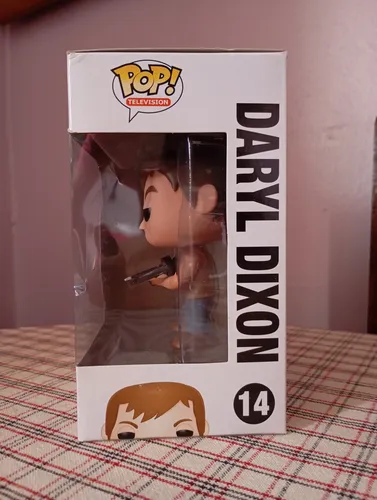 POP!
TELEVISION
DARYL DIXON
14